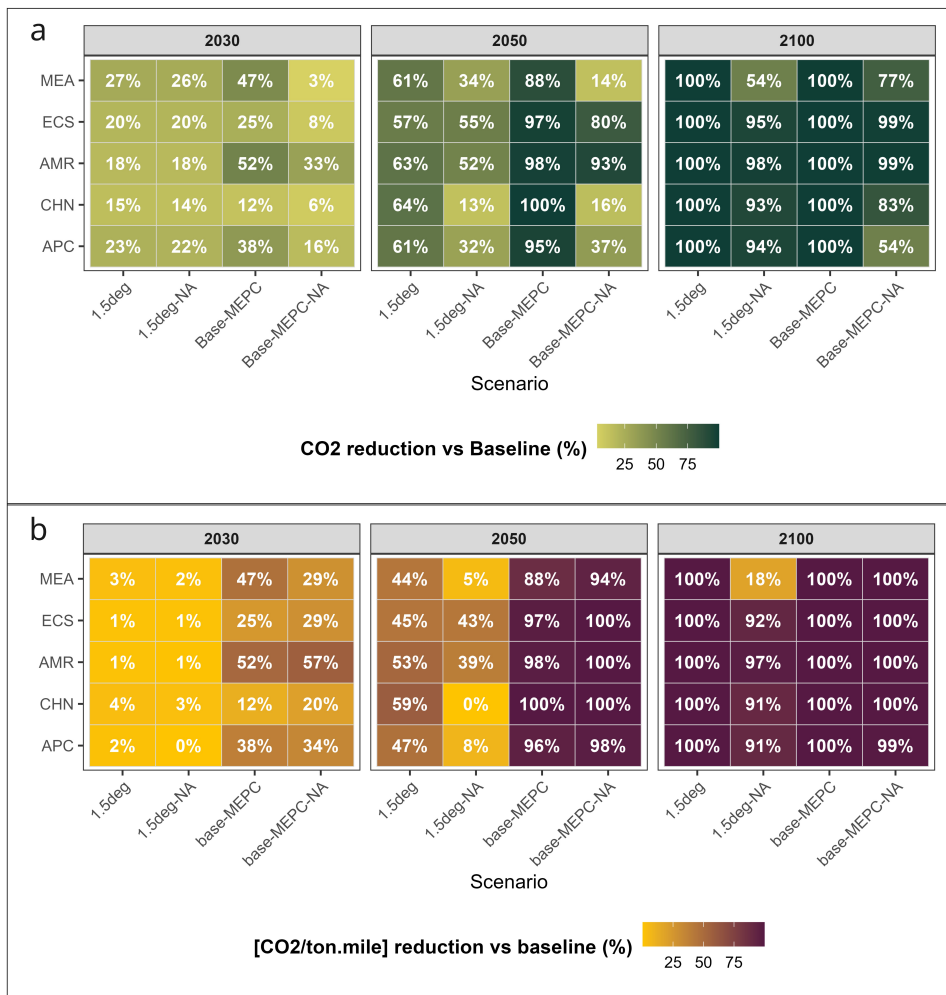 a
2030 2050 2100
MEA 27% 26% 47% 3% 61% 34% 88% 14% 100% 54% 100% 77%
ECS 20% 20% 25% 8% 57% 55% 97% 80% 100% 95% 100% 99%
AMR 18% 18% 52% 33% 63% 52% 98% 93% 100% 98% 100% 99%
CHN 15% 14% 12% 6% 64% 13% 100% 16% 100% 93% 100% 83%
APC 23% 22% 38% 16% 61% 32% 95% 37% 100% 94% 100% 54%
1.5deg 1.5deg-NA Base-MEPC Base-MEPC-NA 1.5deg 1.5deg-NA Base-MEPC Base-MEPC-NA 1.5deg 1.5deg-NA Base-MEPC Base-MEPC-NA
Scenario
CO2 reduction vs Baseline (%)
25 50 75
b
2030 2050 2100
MEA 3% 2% 47% 29% 44% 5% 88% 94% 100% 18% 100% 100%
ECS 1% 1% 25% 29% 45% 43% 97% 100% 100% 92% 100% 100%
AMR 1% 1% 52% 57% 53% 39% 98% 100% 100% 97% 100% 100%
CHN 4% 3% 12% 20% 59% 0% 100% 100% 100% 91% 100% 100%
APC 2% 0% 38% 34% 47% 8% 96% 98% 100% 91% 100% 99%
1.5deg 1.5deg-NA base-MEPC base-MEPC-NA 1.5deg 1.5deg-NA base-MEPC base-MEPC-NA 1.5deg 1.5deg-NA base-MEPC base-MEPC-NA
Scenario
[CO2/ton.mile] reduction vs baseline (%)
25 50 75